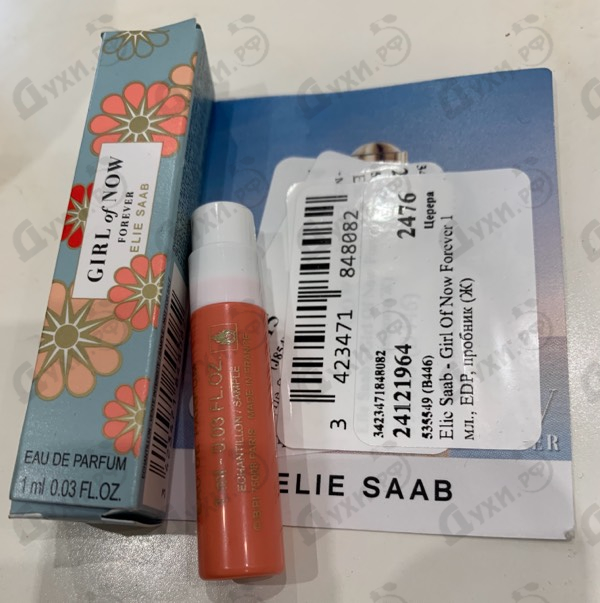 GIRL of NOW
FOREVER
ELIE SAAB
EAU DE PARFUM
1 ml 0.03 FL.OZ.
0.03 FL.OZ.
ECHANTILLON / SAMPLE
3 423471 848082
3423471848082
24121964
2476
Церера
535549 (B446)
Elie Saab - Girl Of Now Forever 1
мл., EDP, пробник (Ж)
ELIE SAAB
Духи.рф